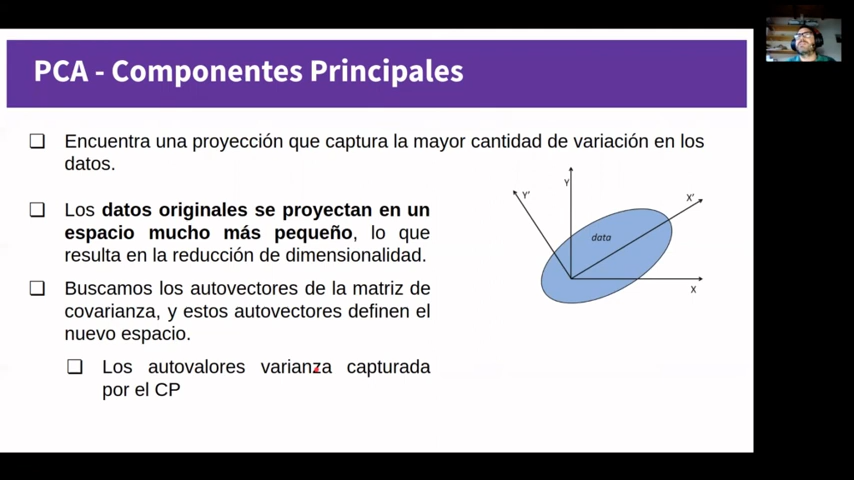 PCA - Componentes Principales
Encuentra una proyección que captura la mayor cantidad de variación en los
datos.
Los datos originales se proyectan en un
espacio mucho más pequeño, lo que
resulta en la reducción de dimensionalidad.
Buscamos los autovectores de la matriz de
covarianza, y estos autovectores definen el
nuevo espacio.
Los autovalores varianza capturada
por el CP
Y'
Y
X'
data
X